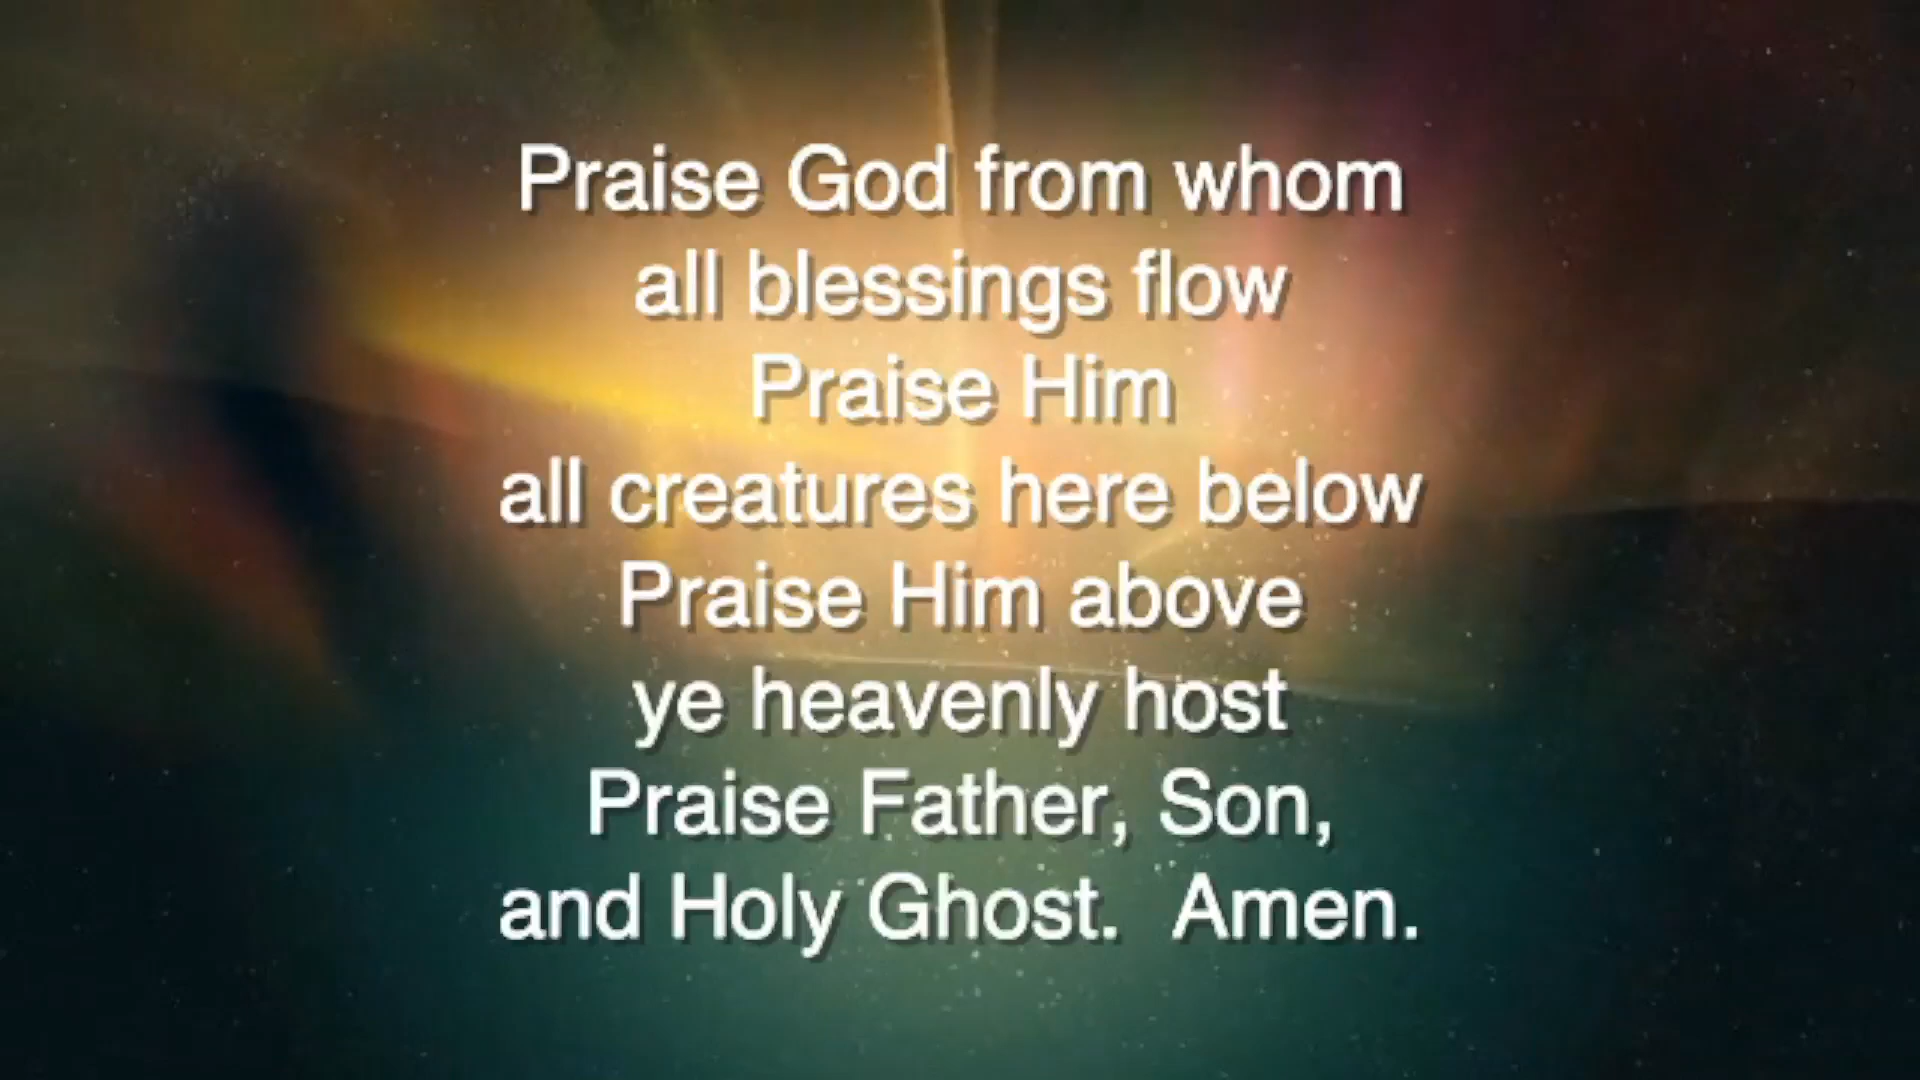 Praise God from whom
all blessings flow
Praise Him
all creatures here below
Praise Him above
ye heavenly host
Praise Father, Son,
and Holy Ghost.  Amen.